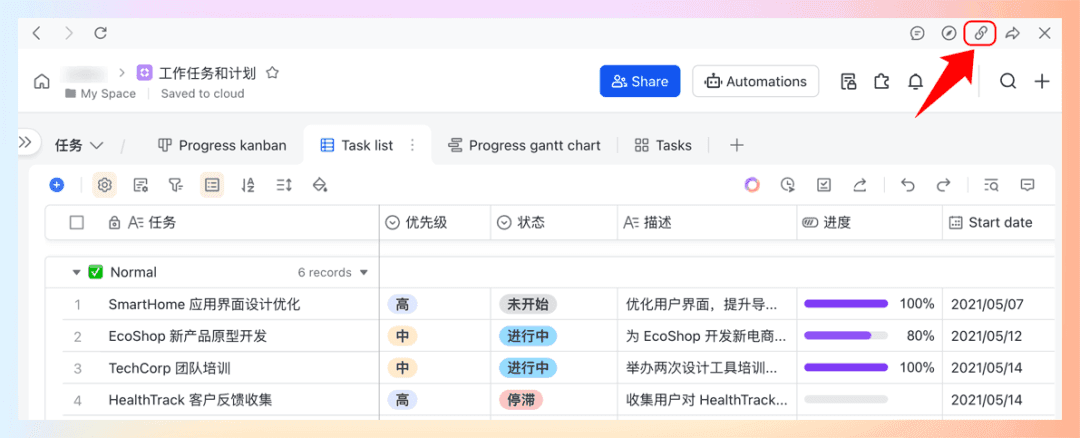 工作任务和计划
My Space
Saved to cloud
Share
Automations
任务
Progress kanban
Task list
Progress gantt chart
Tasks
任务 优先级 状态 描述 进度 Start date
Normal 6 records
1 SmartHome 应用界面设计优化 高 未开始 优化用户界面，提升导... 100% 2021/05/07
2 EcoShop 新产品原型开发 中 进行中 为 EcoShop 开发新电商... 80% 2021/05/12
3 TechCorp 团队培训 中 进行中 举办两次设计工具培训... 100% 2021/05/14
4 HealthTrack 客户反馈收集 高 停滞 收集用户对 HealthTrack... 2021/05/14